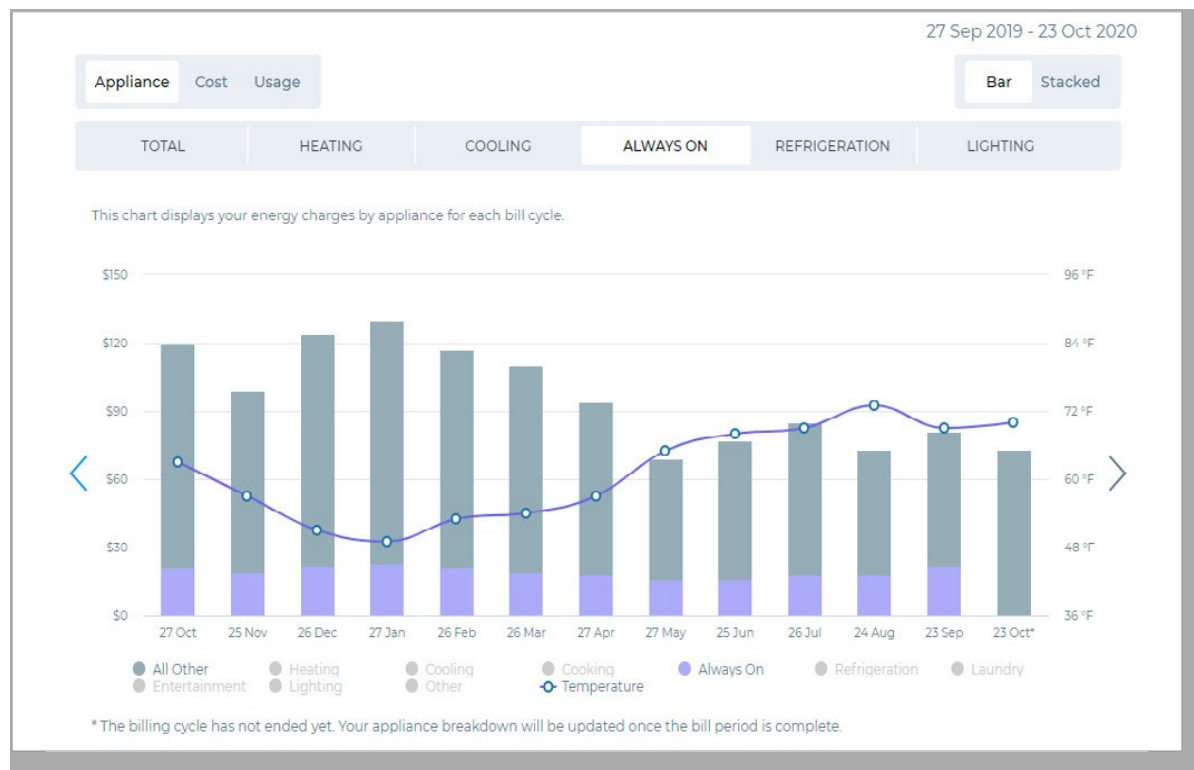 27 Sep 2019 - 23 Oct 2020
Appliance Cost Usage
Bar Stacked
TOTAL HEATING COOLING ALWAYS ON REFRIGERATION LIGHTING
This chart displays your energy charges by appliance for each bill cycle.
$150 96 °F
$120 84 °F
$90 72 °F
$60 60 °F
$30 48 °F
$0 36 °F
27 Oct 25 Nov 26 Dec 27 Jan 26 Feb 26 Mar 27 Apr 27 May 25 Jun 26 Jul 24 Aug 23 Sep 23 Oct*
All Other Heating Cooling Cooking Always On Refrigeration Laundry
Entertainment Lighting Other Temperature
* The billing cycle has not ended yet. Your appliance breakdown will be updated once the bill period is complete.